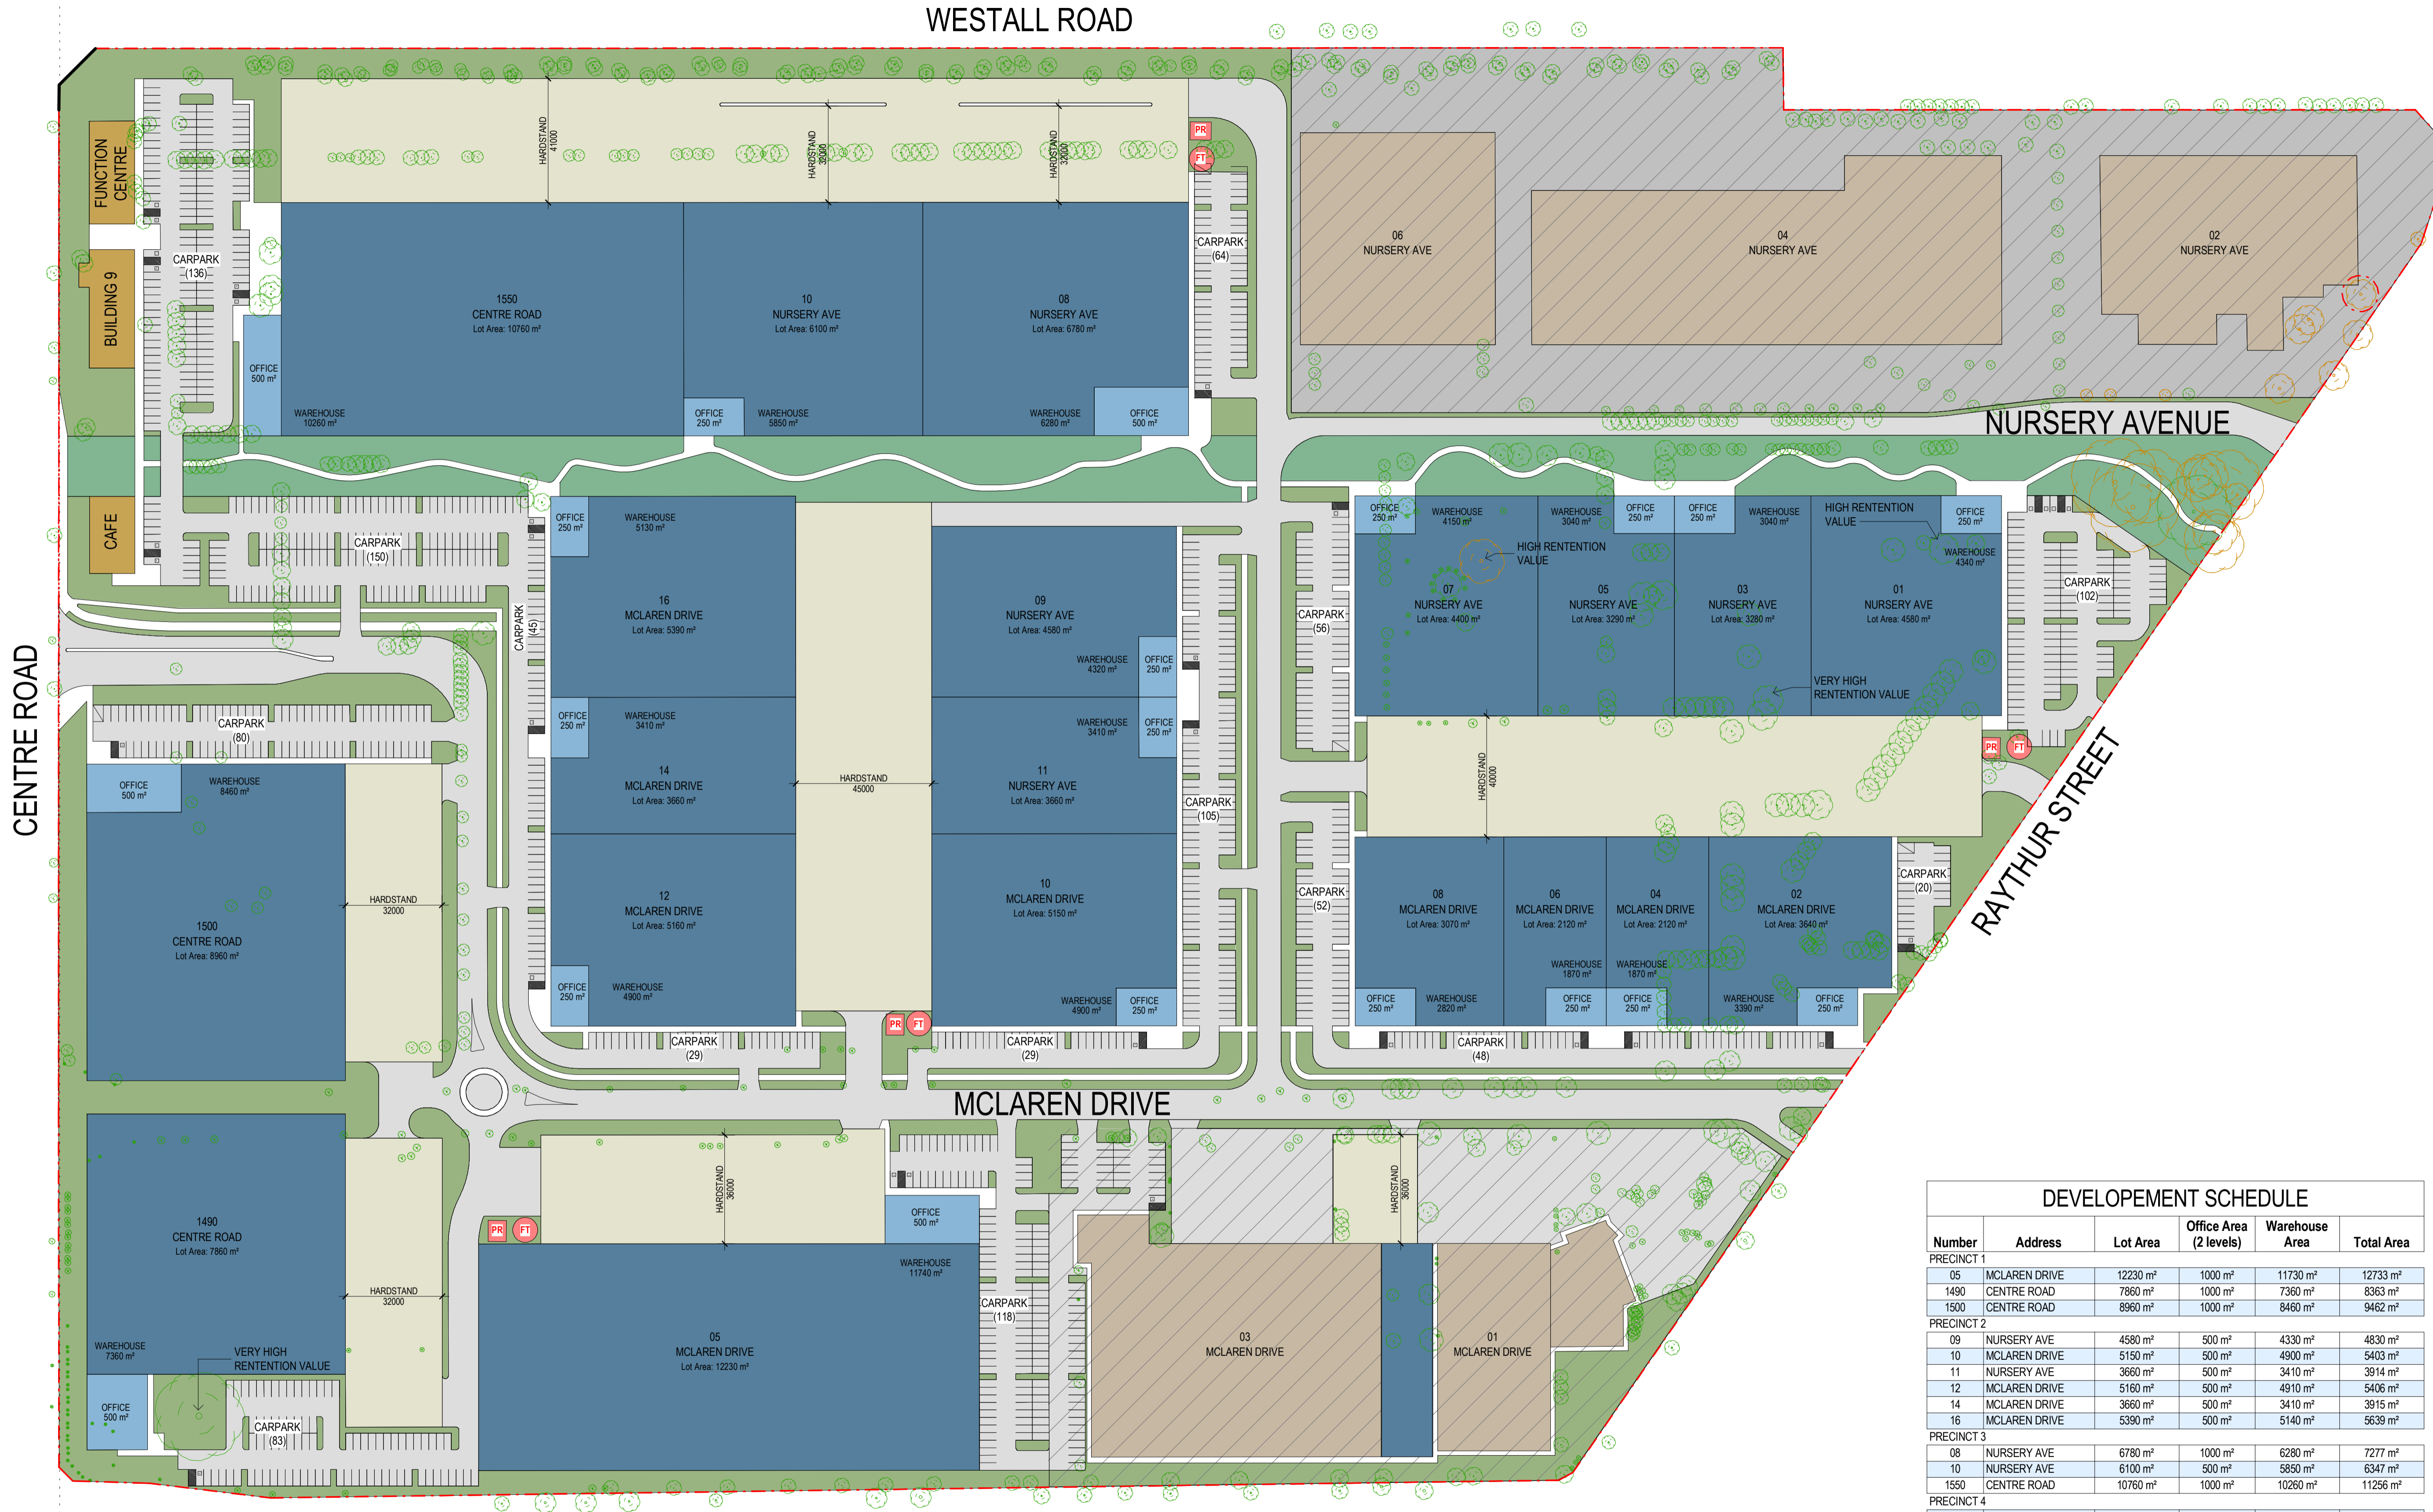 WESTALL ROAD
FUNCTION
CENTRE
BUILDING 9
CAFE
CENTRE ROAD
CARPARK
(136)
HARDSTAND
41000
HARDSTAND
32000
HARDSTAND
32000
PR
FT
CARPARK
(64)
1550
CENTRE ROAD
Lot Area: 10760 m²
OFFICE
500 m²
WAREHOUSE
10260 m²
10
NURSERY AVE
Lot Area: 6100 m²
OFFICE
250 m²
WAREHOUSE
5850 m²
08
NURSERY AVE
Lot Area: 6780 m²
WAREHOUSE
6280 m²
OFFICE
500 m²
06
NURSERY AVE
04
NURSERY AVE
02
NURSERY AVE
NURSERY AVENUE
CARPARK
(150)
CARPARK
(45)
OFFICE
250 m²
WAREHOUSE
5130 m²
16
MCLAREN DRIVE
Lot Area: 5390 m²
OFFICE
250 m²
WAREHOUSE
3410 m²
14
MCLAREN DRIVE
Lot Area: 3660 m²
12
MCLAREN DRIVE
Lot Area: 5160 m²
OFFICE
250 m²
WAREHOUSE
4900 m²
HARDSTAND
45000
09
NURSERY AVE
Lot Area: 4580 m²
WAREHOUSE
4320 m²
OFFICE
250 m²
WAREHOUSE
3410 m²
OFFICE
250 m²
11
NURSERY AVE
Lot Area: 3660 m²
10
MCLAREN DRIVE
Lot Area: 5150 m²
WAREHOUSE
4900 m²
OFFICE
250 m²
PR
FT
CARPARK
(105)
CARPARK
(29)
CARPARK
(29)
CARPARK
(56)
CARPARK
(52)
OFFICE
250 m²
WAREHOUSE
4150 m²
HIGH RENTENTION
VALUE
07
NURSERY AVE
Lot Area: 4400 m²
WAREHOUSE
3040 m²
OFFICE
250 m²
05
NURSERY AVE
Lot Area: 3290 m²
OFFICE
250 m²
WAREHOUSE
3040 m²
03
NURSERY AVE
Lot Area: 3280 m²
HIGH RENTENTION
VALUE
OFFICE
250 m²
WAREHOUSE
4340 m²
01
NURSERY AVE
Lot Area: 4580 m²
VERY HIGH
RENTENTION VALUE
CARPARK
(102)
HARDSTAND
40000
PR
FT
RAYTHUR STREET
08
MCLAREN DRIVE
Lot Area: 3070 m²
OFFICE
250 m²
WAREHOUSE
2820 m²
06
MCLAREN DRIVE
Lot Area: 2120 m²
WAREHOUSE
1870 m²
OFFICE
250 m²
04
MCLAREN DRIVE
Lot Area: 2120 m²
WAREHOUSE
1870 m²
OFFICE
250 m²
02
MCLAREN DRIVE
Lot Area: 3640 m²
WAREHOUSE
3390 m²
OFFICE
250 m²
CARPARK
(20)
CARPARK
(48)
CARPARK
(80)
OFFICE
500 m²
WAREHOUSE
8460 m²
1500
CENTRE ROAD
Lot Area: 8960 m²
HARDSTAND
32000
MCLAREN DRIVE
1490
CENTRE ROAD
Lot Area: 7860 m²
HARDSTAND
32000
WAREHOUSE
7360 m²
VERY HIGH
RENTENTION VALUE
OFFICE
500 m²
CARPARK
(83)
PR
FT
HARDSTAND
36000
OFFICE
500 m²
WAREHOUSE
11740 m²
05
MCLAREN DRIVE
Lot Area: 12230 m²
CARPARK
(118)
HARDSTAND
36000
03
MCLAREN DRIVE
01
MCLAREN DRIVE
DEVELOPEMENT SCHEDULE
Number Address Lot Area Office Area (2 levels) Warehouse Area Total Area
PRECINCT 1
05 MCLAREN DRIVE 12230 m² 1000 m² 11730 m² 12733 m²
1490 CENTRE ROAD 7860 m² 1000 m² 7360 m² 8363 m²
1500 CENTRE ROAD 8960 m² 1000 m² 8460 m² 9462 m²
PRECINCT 2
09 NURSERY AVE 4580 m² 500 m² 4330 m² 4830 m²
10 MCLAREN DRIVE 5150 m² 500 m² 4900 m² 5403 m²
11 NURSERY AVE 3660 m² 500 m² 3410 m² 3914 m²
12 MCLAREN DRIVE 5160 m² 500 m² 4910 m² 5406 m²
14 MCLAREN DRIVE 3660 m² 500 m² 3410 m² 3915 m²
16 MCLAREN DRIVE 5390 m² 500 m² 5140 m² 5639 m²
PRECINCT 3
08 NURSERY AVE 6780 m² 1000 m² 6280 m² 7277 m²
10 NURSERY AVE 6100 m² 500 m² 5850 m² 6347 m²
1550 CENTRE ROAD 10760 m² 1000 m² 10260 m² 11256 m²
PRECINCT 4